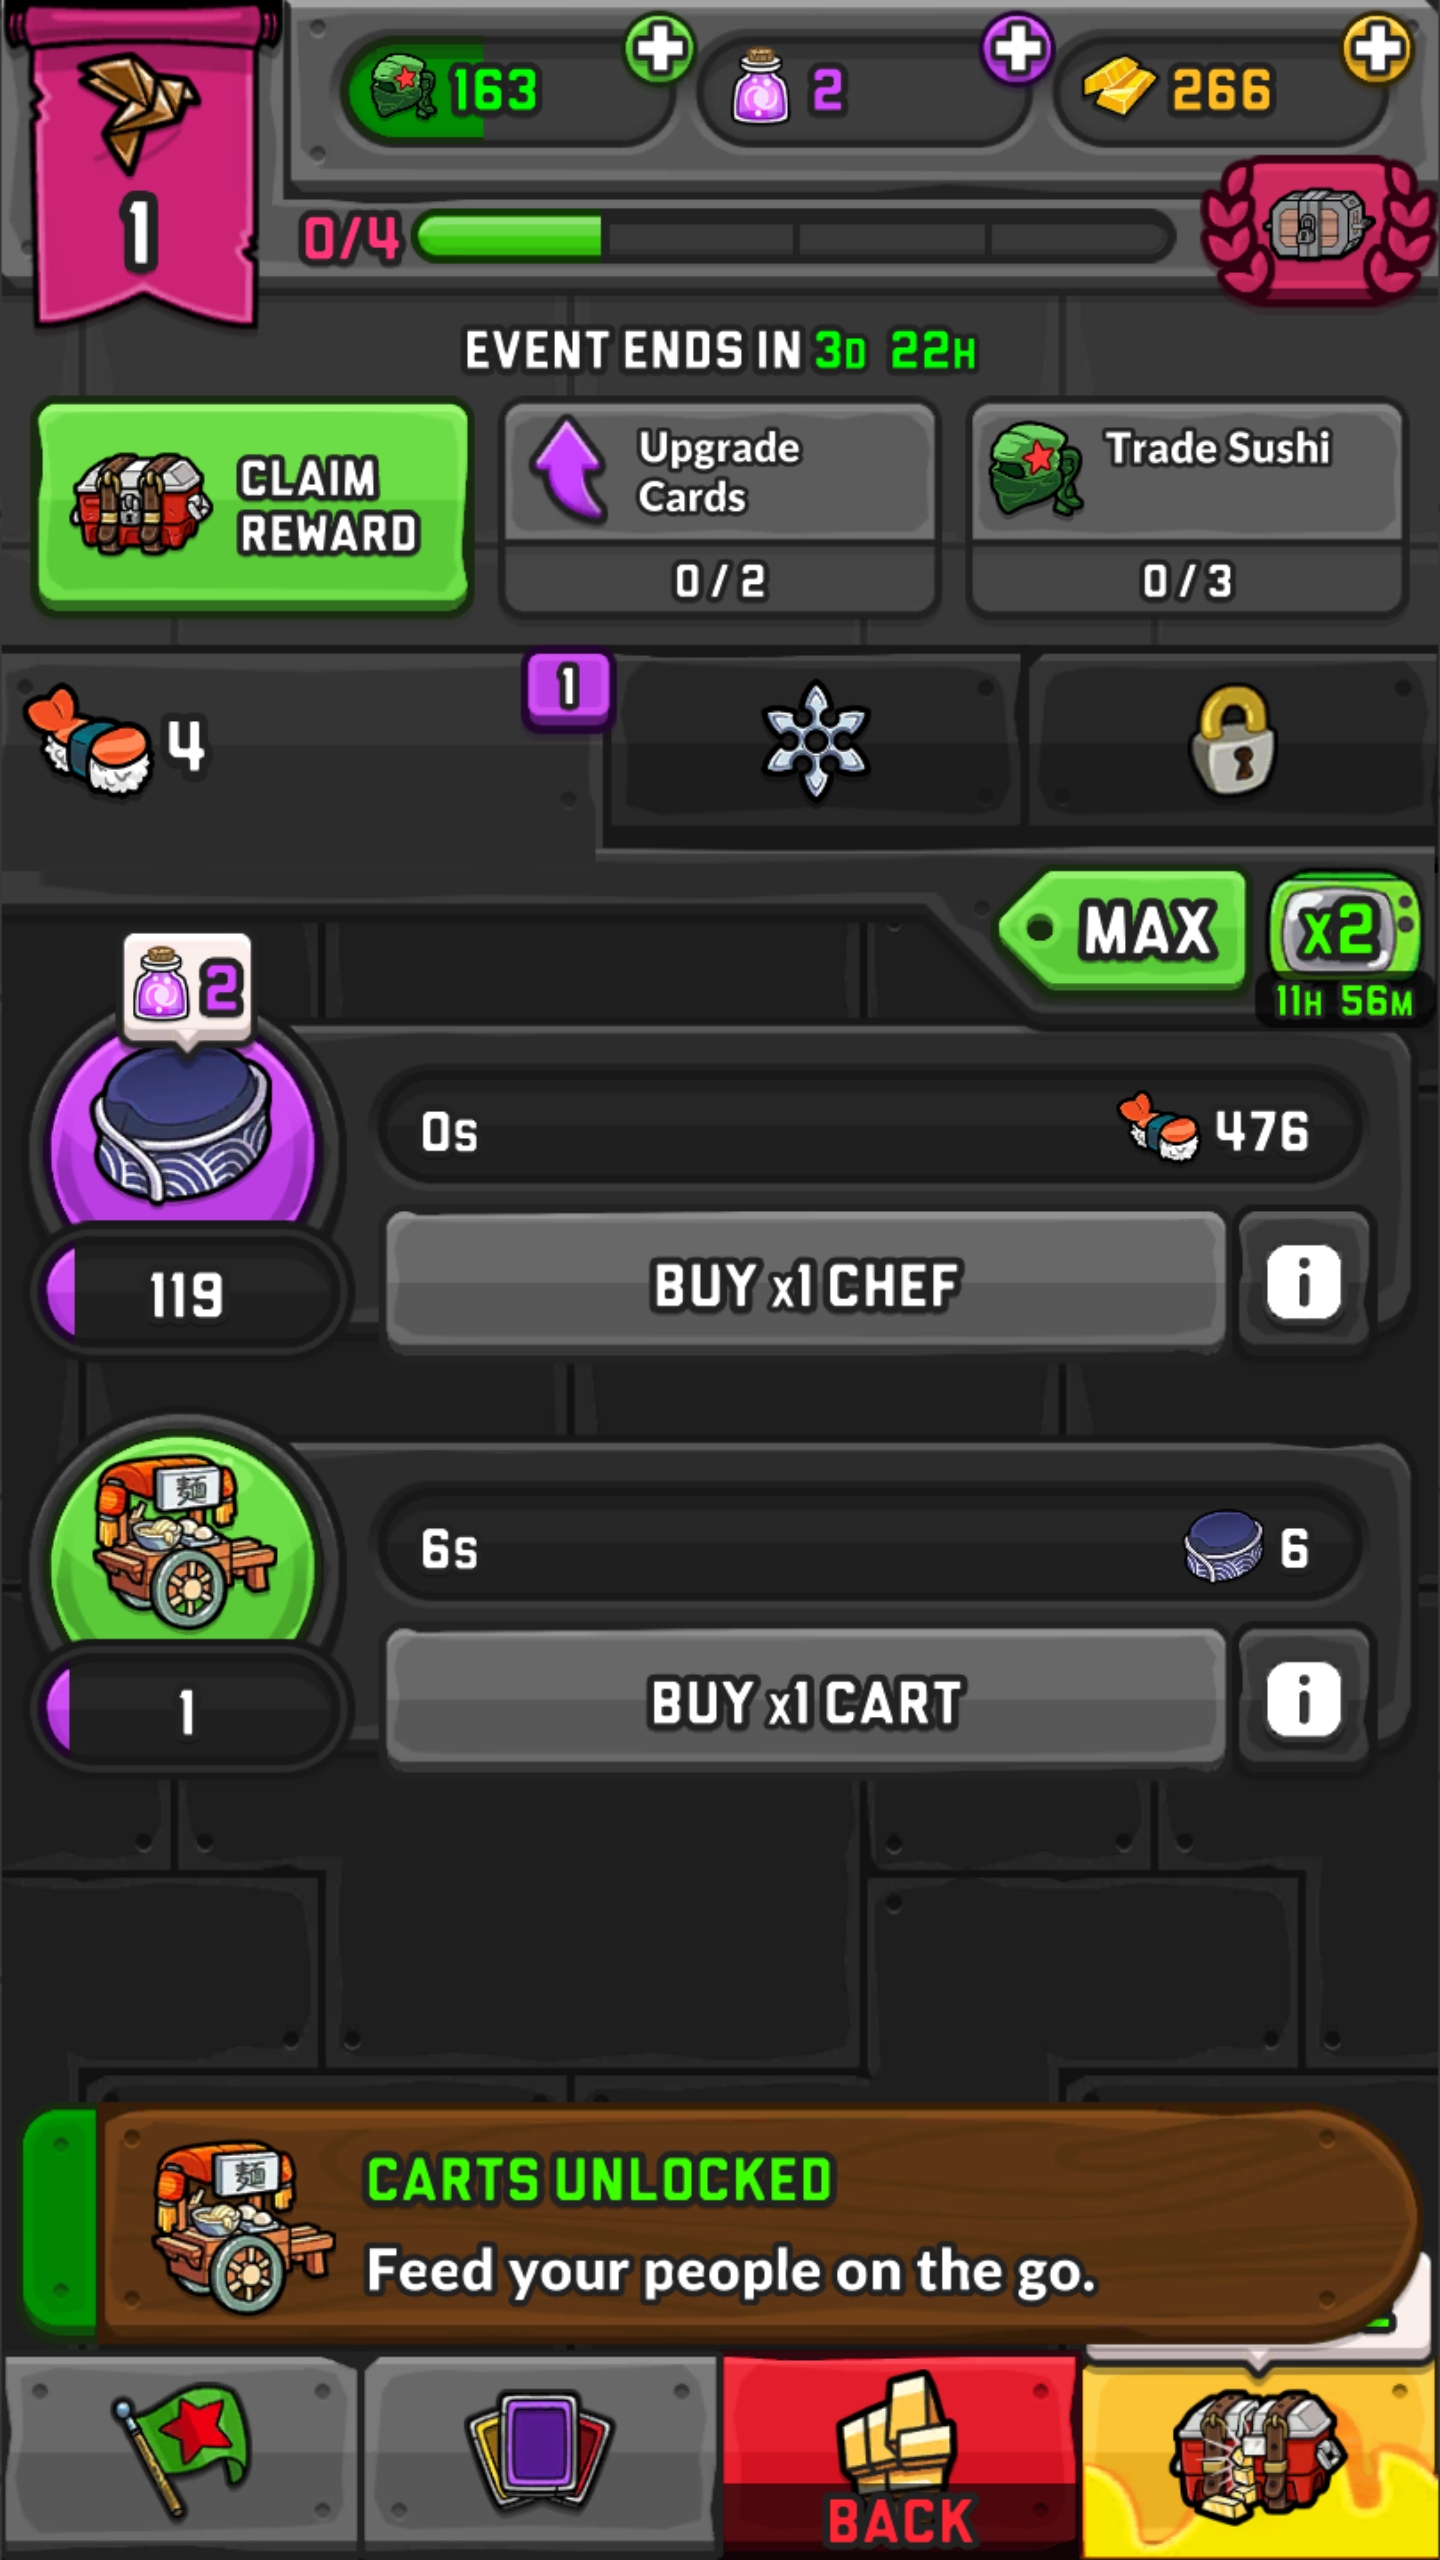 163
2
266
1
0/4
EVENT ENDS IN 3D 22H
CLAIM
REWARD
Upgrade
Cards
0/2
Trade Sushi
0/3
4
1
MAX
x2
11H 56M
2
0s
476
119
BUY x1 CHEF
i
麺
6s
6
1
BUY x1 CART
i
麺
CARTS UNLOCKED
Feed your people on the go.
BACK